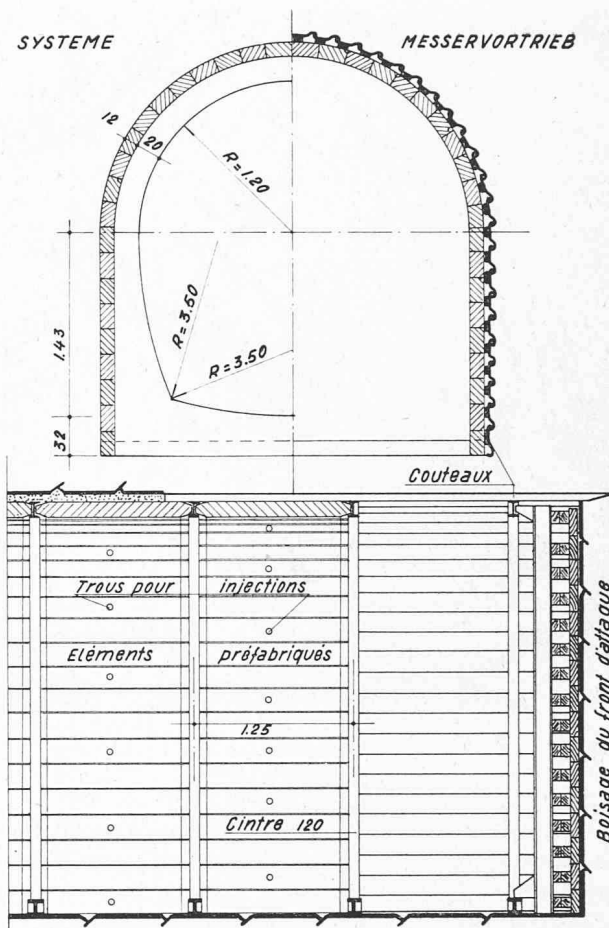 SYSTEME MESSERVORTRIEB
12
20
R=1.20
R=3.50
1.43
R=3.50
32
Couteaux
Trous pour injections
Eléments préfabriqués
1.25
Cintre 120
Boisage du front d'attaque